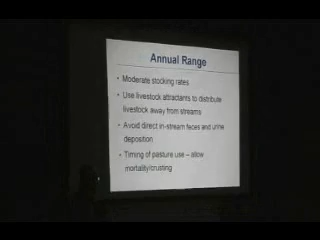 Annual Range
• Moderate stocking rates
• Use livestock attractants to distribute
livestock away from streams
• Avoid direct in-stream feces and urine
deposition
• Timing of pasture use – allow
mortality/crusting